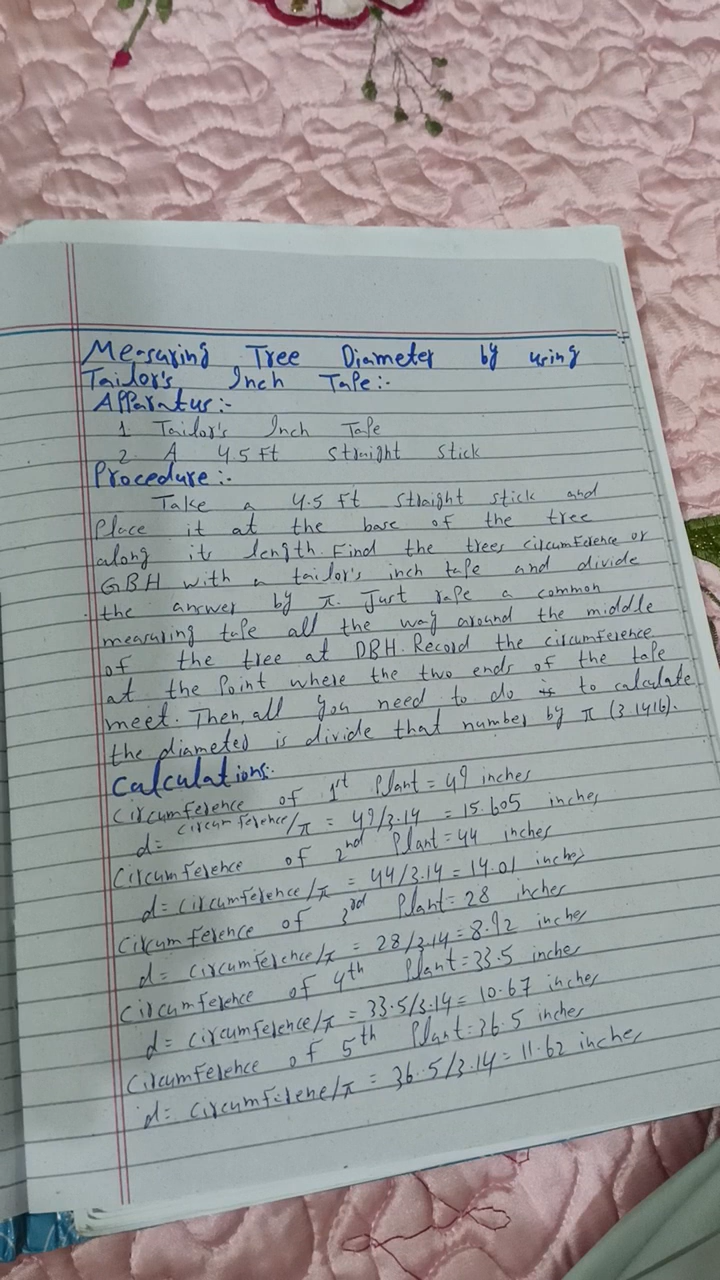 Measuring Tree Diameter by using
Tailor's Inch Tape:-
Apparatus:-
1. Tailor's Inch Tape
2. A 4.5 Ft straight stick
Procedure:-
Take a 4.5 Ft straight stick and
Place it at the base of the tree
along its length. Find the trees circumference or
GBH with a tailor's inch tape and divide
the answer by π. Just rape a common
measuring tape all the way around the middle
of the tree at DBH. Record the circumference
at the Point where the two ends of the tape
meet. Then, all you need to do is to calculate
the diameter is divide that number by π (3.1416).
Calculations:
Circumference of 1st Plant = 49 inches
d= circumference/π = 49/3.14 = 15.605 inches
Circumference of 2nd Plant = 44 inches
d= circumference/π = 44/3.14 = 14.01 inches
Circumference of 3rd Plant = 28 inches
d= circumference/π = 28/3.14 = 8.92 inches
Circumference of 4th Plant = 33.5 inches
d= circumference/π = 33.5/3.14 = 10.67 inches
Circumference of 5th Plant = 36.5 inches
d= circumferene/π = 36.5/3.14 = 11.62 inches